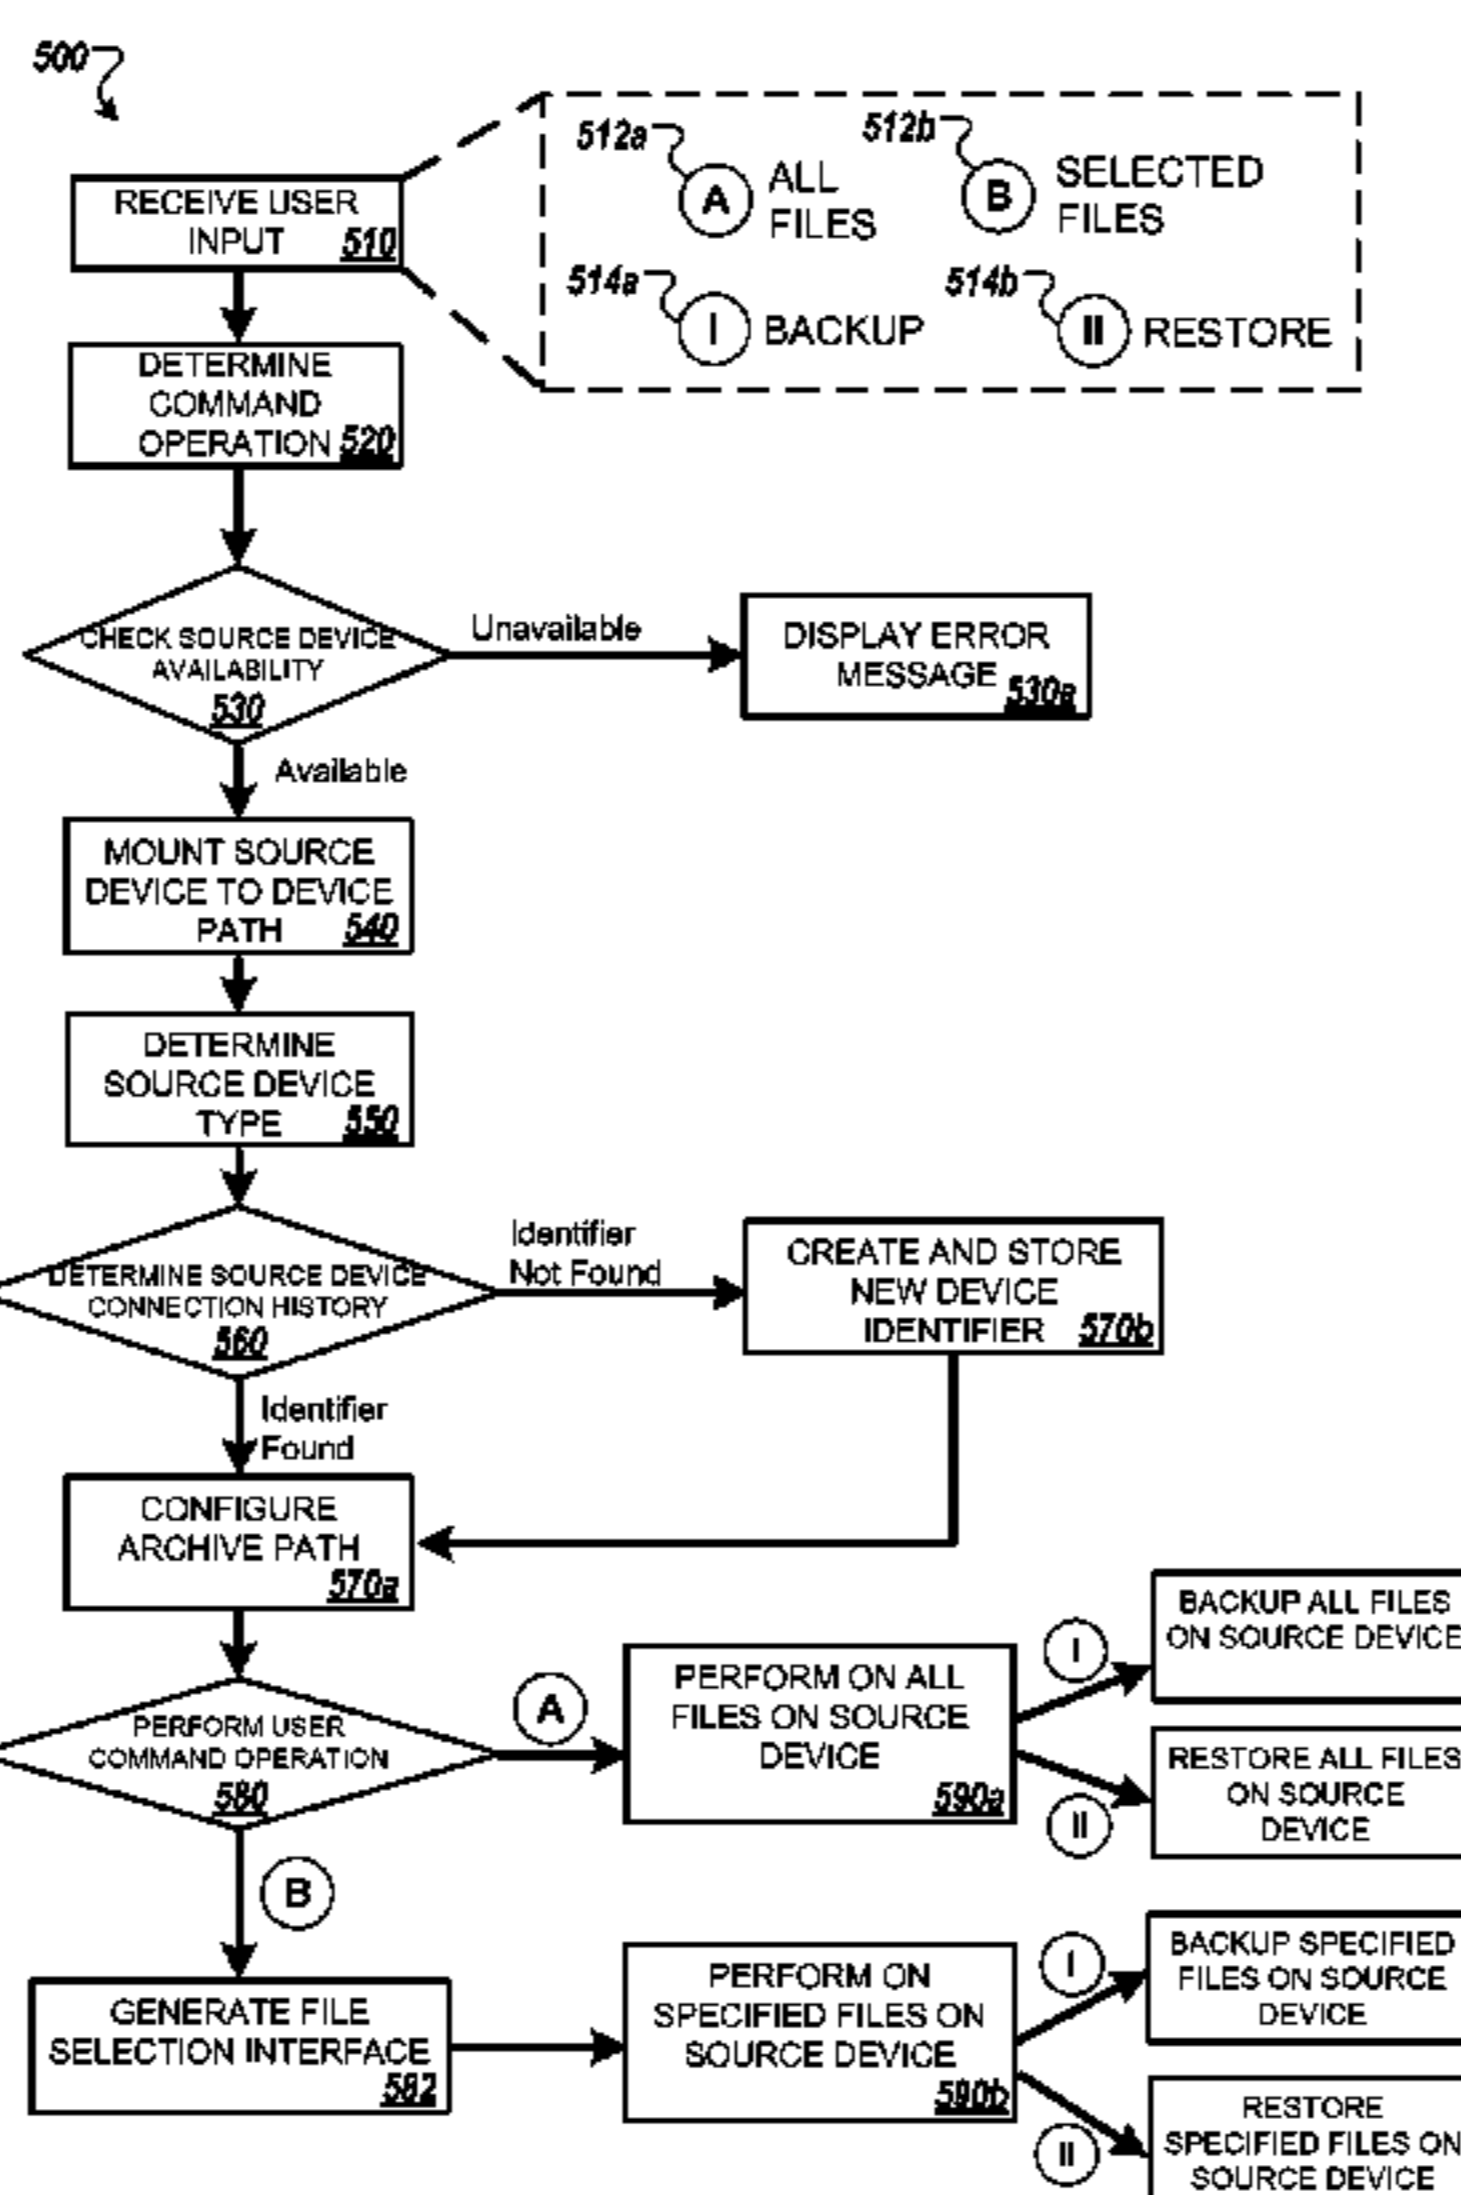 500
512a
A
ALL
FILES
512b
B
SELECTED
FILES
514a
I
BACKUP
514b
II
RESTORE
RECEIVE USER
INPUT 510
DETERMINE
COMMAND
OPERATION 520
CHECK SOURCE DEVICE
AVAILABILITY
530
Unavailable
DISPLAY ERROR
MESSAGE 530a
Available
MOUNT SOURCE
DEVICE TO DEVICE
PATH 540
DETERMINE
SOURCE DEVICE
TYPE 550
DETERMINE SOURCE DEVICE
CONNECTION HISTORY
560
Identifier
Not Found
CREATE AND STORE
NEW DEVICE
IDENTIFIER 570b
Identifier
Found
CONFIGURE
ARCHIVE PATH
570a
PERFORM USER
COMMAND OPERATION
580
A
PERFORM ON ALL
FILES ON SOURCE
DEVICE
590a
I
BACKUP ALL FILES
ON SOURCE DEVICE
II
RESTORE ALL FILES
ON SOURCE
DEVICE
B
GENERATE FILE
SELECTION INTERFACE
582
PERFORM ON
SPECIFIED FILES ON
SOURCE DEVICE
590b
I
BACKUP SPECIFIED
FILES ON SOURCE
DEVICE
II
RESTORE
SPECIFIED FILES ON
SOURCE DEVICE